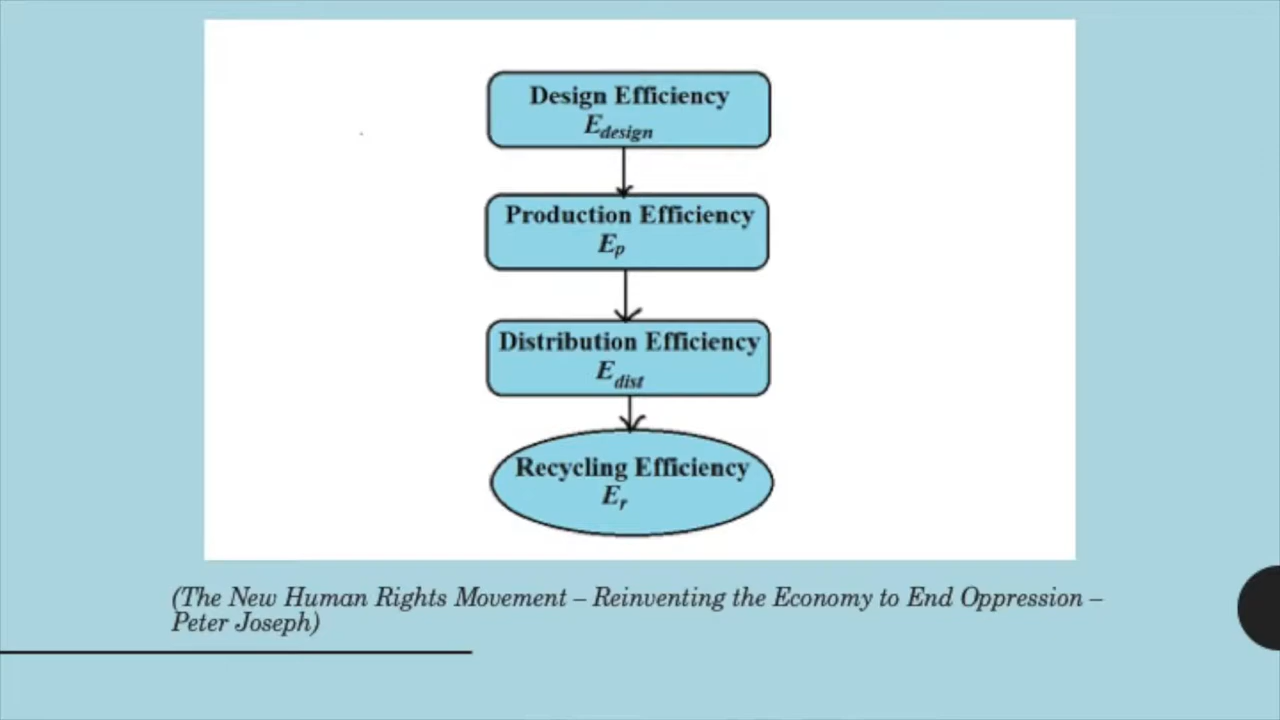 Design Efficiency
Edesign
Production Efficiency
Ep
Distribution Efficiency
Edist
Recycling Efficiency
Er
(The New Human Rights Movement – Reinventing the Economy to End Oppression –
Peter Joseph)